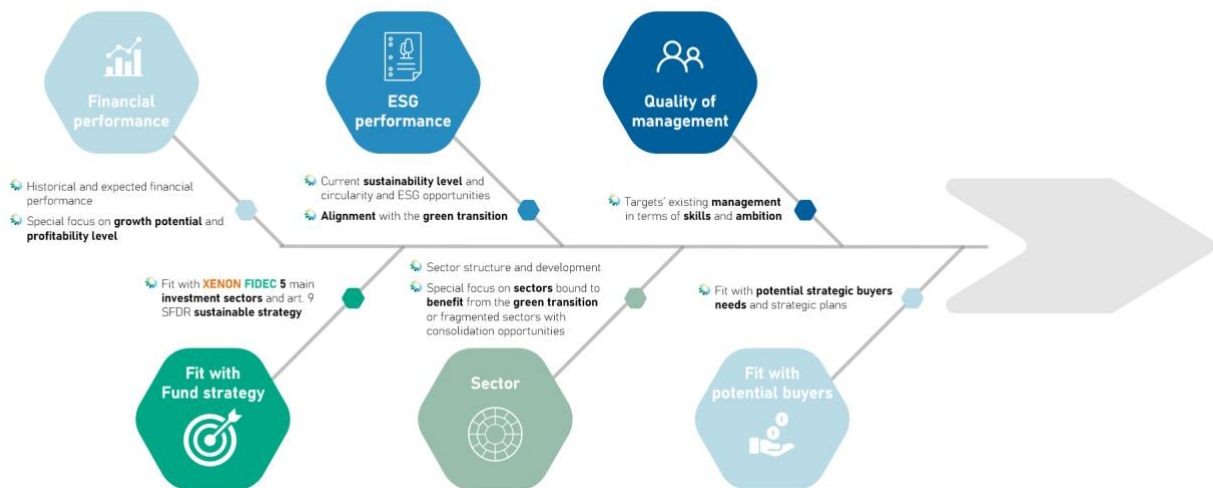 Financial
performance
ESG
performance
Quality of
management
Historical and expected financial
performance
Special focus on growth potential and
profitability level
Current sustainability level and
circularity and ESG opportunities
Alignment with the green transition
Targets' existing management
in terms of skills and ambition
Fit with XENON FIDEC 5 main
investment sectors and art. 9
SFDR sustainable strategy
Sector structure and development
Special focus on sectors bound to
benefit from the green transition
or fragmented sectors with
consolidation opportunities
Fit with potential strategic buyers
needs and strategic plans
Fit with
Fund strategy
Sector
Fit with
potential buyers